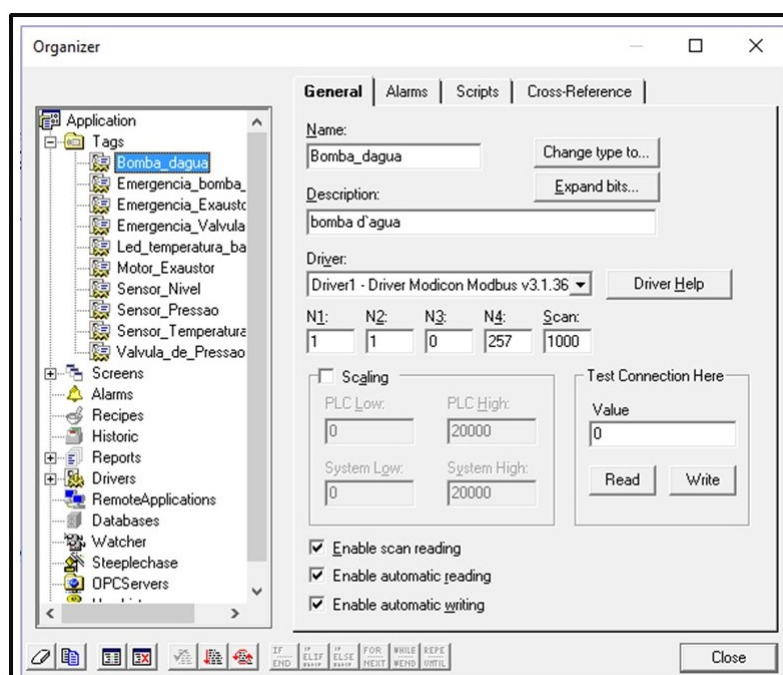 Organizer
General Alarms Scripts Cross-Reference
Application
Tags
Bomba_dagua
Emergencia_bomba_
Emergencia_Exausto
Emergencia_Valvula
Led_temperatura_ba
Motor_Exaustor
Sensor_Nivel
Sensor_Pressao
Sensor_Temperatura
Valvula_de_Pressao
Screens
Alarms
Recipes
Historic
Reports
Drivers
RemoteApplications
Databases
Watcher
Steeplechase
OPCServers
Name:
Bomba_dagua
Change type to...
Expand bits...
Description:
bomba d`agua
Driver:
Driver1 - Driver Modicon Modbus v3.1.36
Driver Help
N1: N2: N3: N4: Scan:
1 1 0 257 1000
Scaling
PLC Low: PLC High:
0 20000
System Low: System High:
0 20000
Test Connection Here
Value
0
Read Write
Enable scan reading
Enable automatic reading
Enable automatic writing
IF END
IF ELIF
IF ELSE
FOR NEXT
WHILE WEND
REPE UNTIL
Close